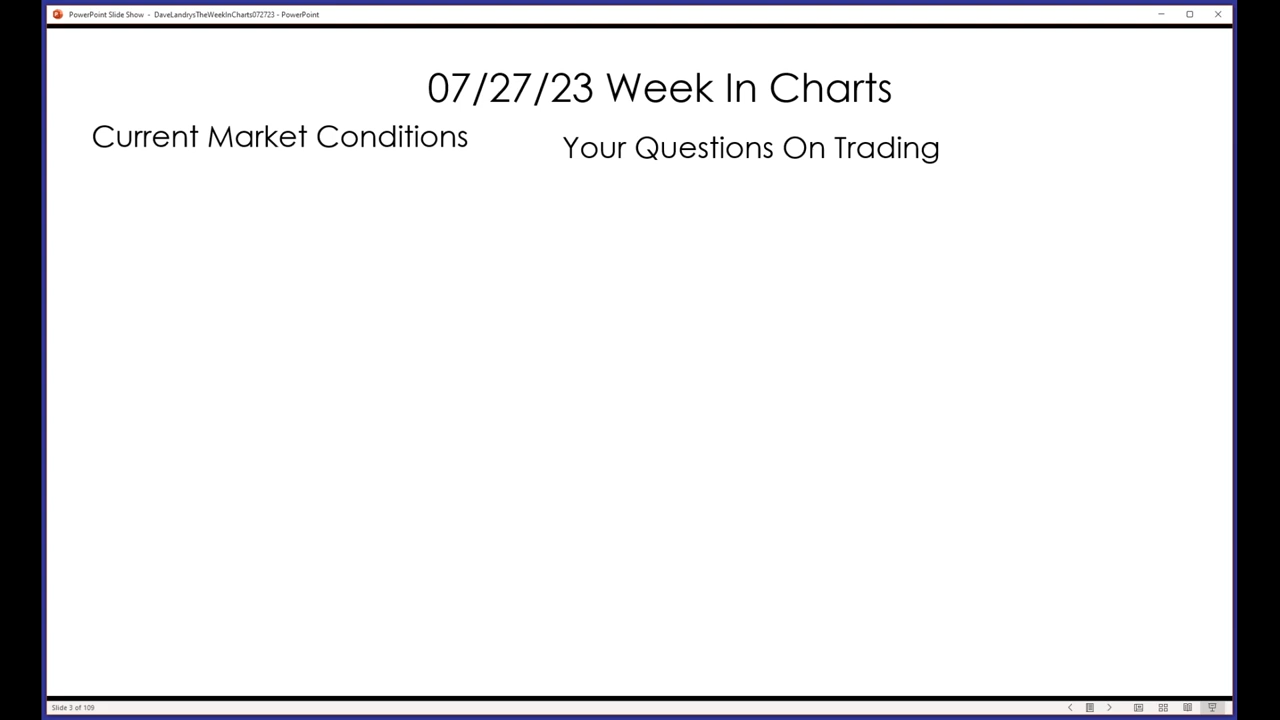 PowerPoint Slide Show - DaveLandrysTheWeekInCharts072723 - PowerPoint
07/27/23 Week In Charts
Current Market Conditions
Your Questions On Trading
Slide 3 of 109